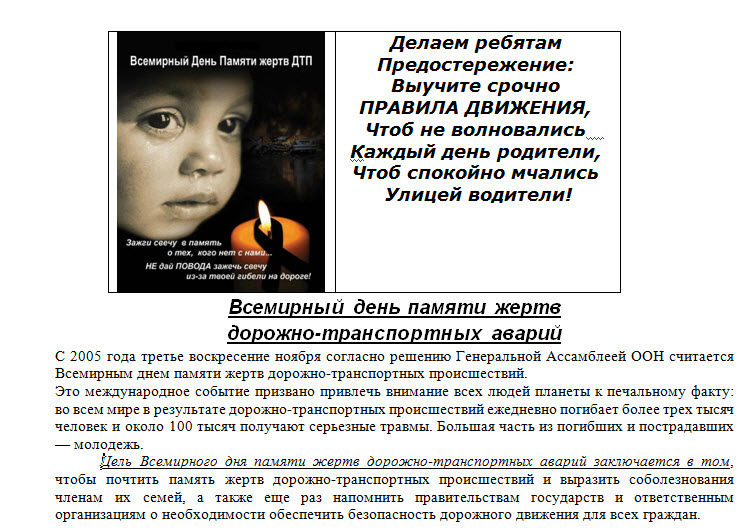 Всемирный День Памяти жертв ДТП
Зажги свечу в память
о тех, кого нет с нами...
НЕ дай ПОВОДА зажечь свечу
из-за твоей гибели на дороге!
Делаем ребятам
Предостережение:
Выучите срочно
ПРАВИЛА ДВИЖЕНИЯ,
Чтоб не волновались
Каждый день родители,
Чтоб спокойно мчались
Улицей водители!
Всемирный день памяти жертв
дорожно-транспортных аварий
С 2005 года третье воскресение ноября согласно решению Генеральной Ассамблеей ООН считается
Всемирным днем памяти жертв дорожно-транспортных происшествий.
Это международное событие призвано привлечь внимание всех людей планеты к печальному факту:
во всем мире в результате дорожно-транспортных происшествий ежедневно погибает более трех тысяч
человек и около 100 тысяч получают серьезные травмы. Большая часть из погибших и пострадавших
— молодежь.
Цель Всемирного дня памяти жертв дорожно-транспортных аварий заключается в том,
чтобы почтить память жертв дорожно-транспортных происшествий и выразить соболезнования
членам их семей, а также еще раз напомнить правительствам государств и ответственным
организациям о необходимости обеспечить безопасность дорожного движения для всех граждан.